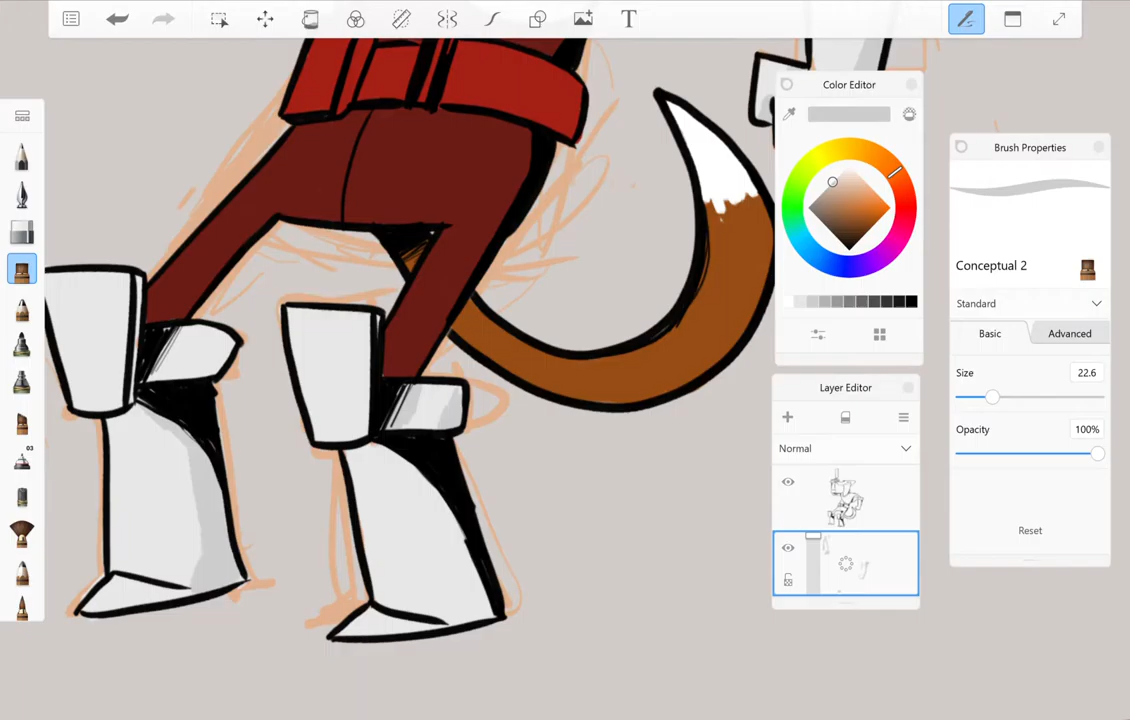 T
Color Editor
Brush Properties
Conceptual 2
Standard
Basic
Advanced
Size
22.6
Opacity
100%
Reset
Layer Editor
Normal
03